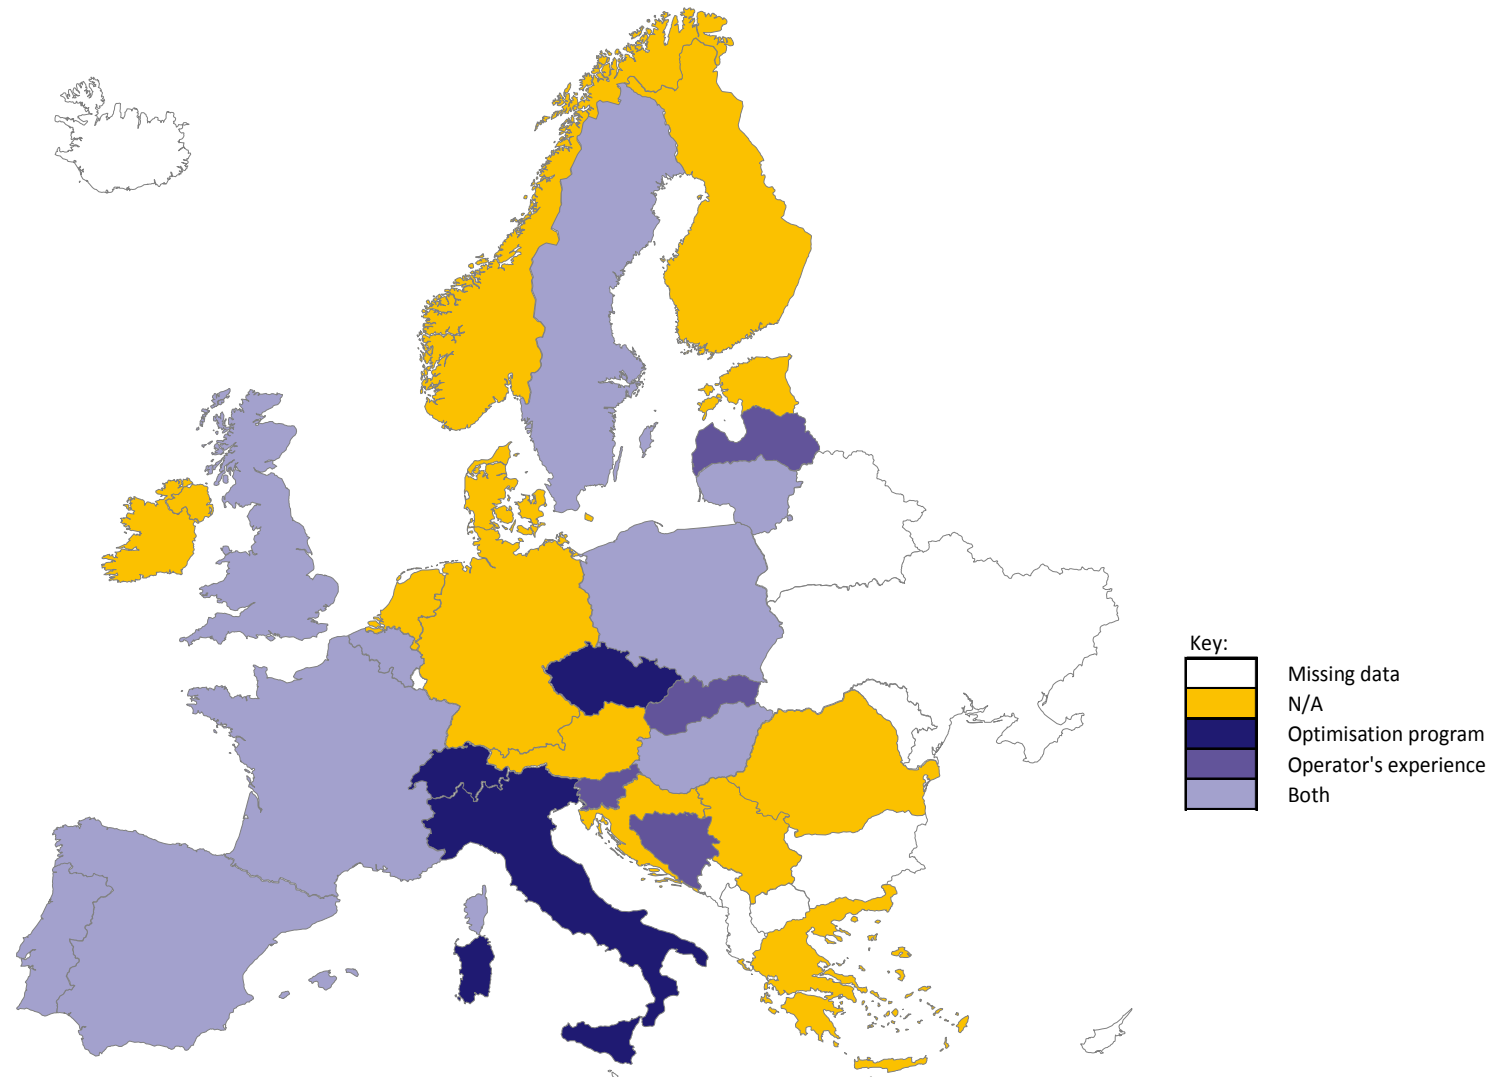 Key:
Missing data
N/A
Optimisation program
Operator's experience
Both